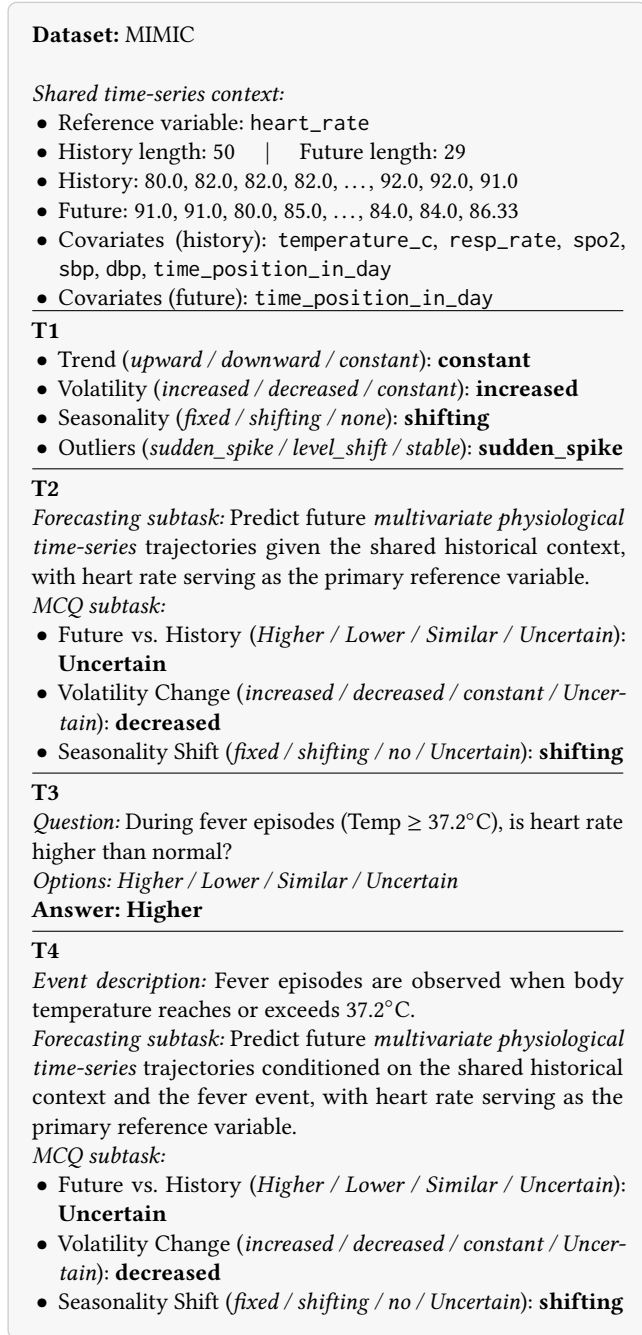 Dataset: MIMIC
Shared time-series context:
• Reference variable: heart_rate
• History length: 50 | Future length: 29
• History: 80.0, 82.0, 82.0, 82.0, ..., 92.0, 92.0, 91.0
• Future: 91.0, 91.0, 80.0, 85.0, ..., 84.0, 84.0, 86.33
• Covariates (history): temperature_c, resp_rate, spo2,
sbp, dbp, time_position_in_day
• Covariates (future): time_position_in_day
T1
• Trend (upward / downward / constant): constant
• Volatility (increased / decreased / constant): increased
• Seasonality (fixed / shifting / none): shifting
• Outliers (sudden_spike / level_shift / stable): sudden_spike
T2
Forecasting subtask: Predict future multivariate physiological
time-series trajectories given the shared historical context,
with heart rate serving as the primary reference variable.
MCQ subtask:
• Future vs. History (Higher / Lower / Similar / Uncertain):
Uncertain
• Volatility Change (increased / decreased / constant / Uncer-
tain): decreased
• Seasonality Shift (fixed / shifting / no / Uncertain): shifting
T3
Question: During fever episodes (Temp ≥ 37.2°C), is heart rate
higher than normal?
Options: Higher / Lower / Similar / Uncertain
Answer: Higher
T4
Event description: Fever episodes are observed when body
temperature reaches or exceeds 37.2°C.
Forecasting subtask: Predict future multivariate physiological
time-series trajectories conditioned on the shared historical
context and the fever event, with heart rate serving as the
primary reference variable.
MCQ subtask:
• Future vs. History (Higher / Lower / Similar / Uncertain):
Uncertain
• Volatility Change (increased / decreased / constant / Uncer-
tain): decreased
• Seasonality Shift (fixed / shifting / no / Uncertain): shifting